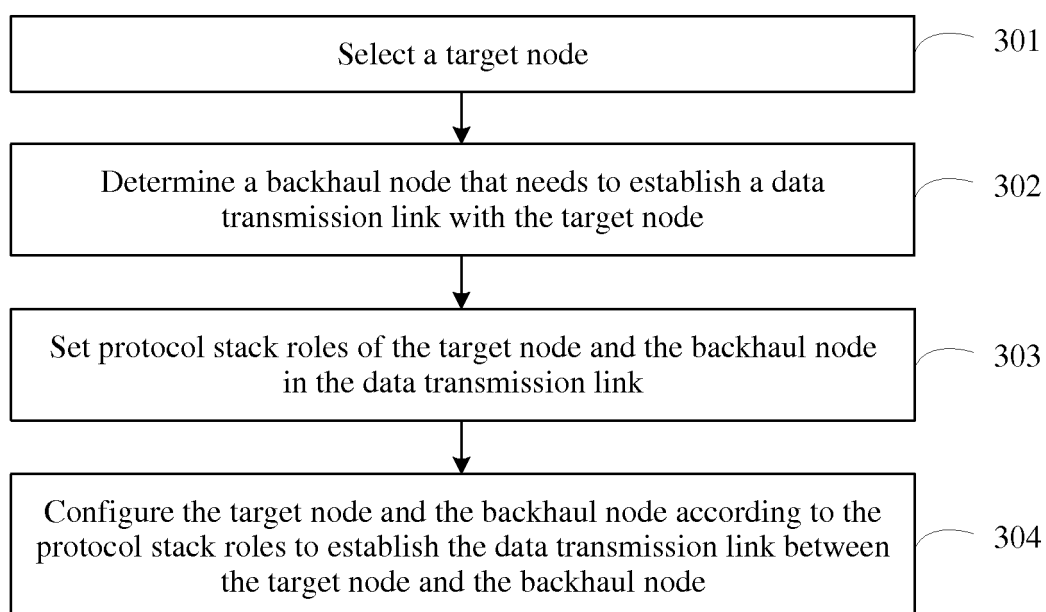 Select a target node
301
Determine a backhaul node that needs to establish a data
transmission link with the target node
302
Set protocol stack roles of the target node and the backhaul node
in the data transmission link
303
Configure the target node and the backhaul node according to the
protocol stack roles to establish the data transmission link between
the target node and the backhaul node
304